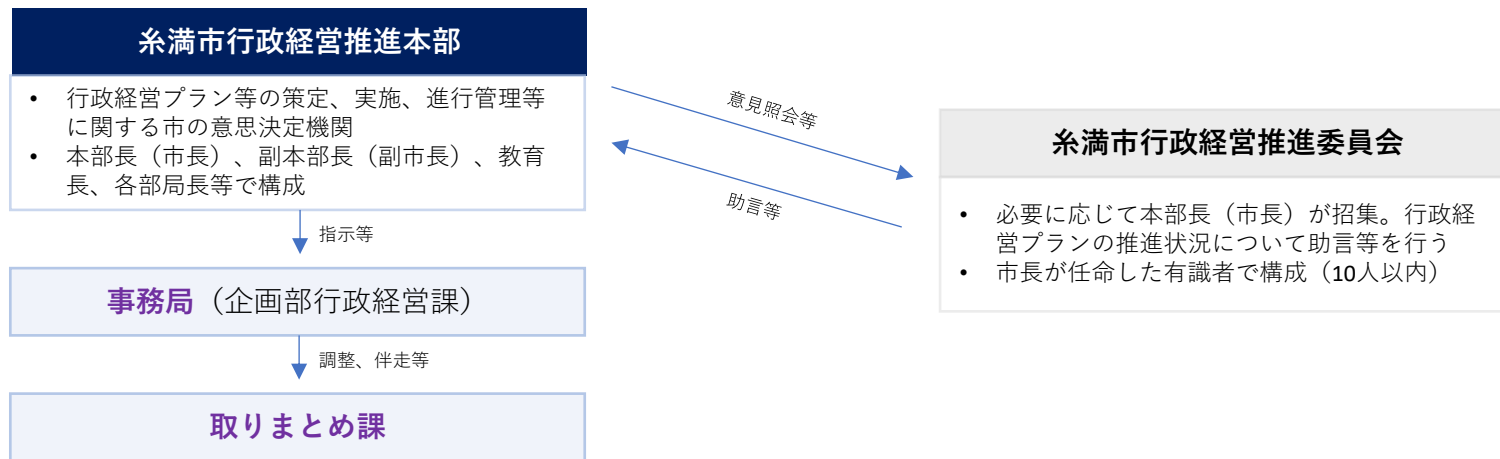 糸満市行政経営推進本部
• 行政経営プラン等の策定、実施、進行管理等
に関する市の意思決定機関
• 本部長（市長）、副本部長（副市長）、教育
長、各部局長等で構成
指示等
事務局（企画部行政経営課）
調整、伴走等
取りまとめ課
意見照会等
助言等
糸満市行政経営推進委員会
• 必要に応じて本部長（市長）が招集。行政経
営プランの推進状況について助言等を行う
• 市長が任命した有識者で構成（10人以内）